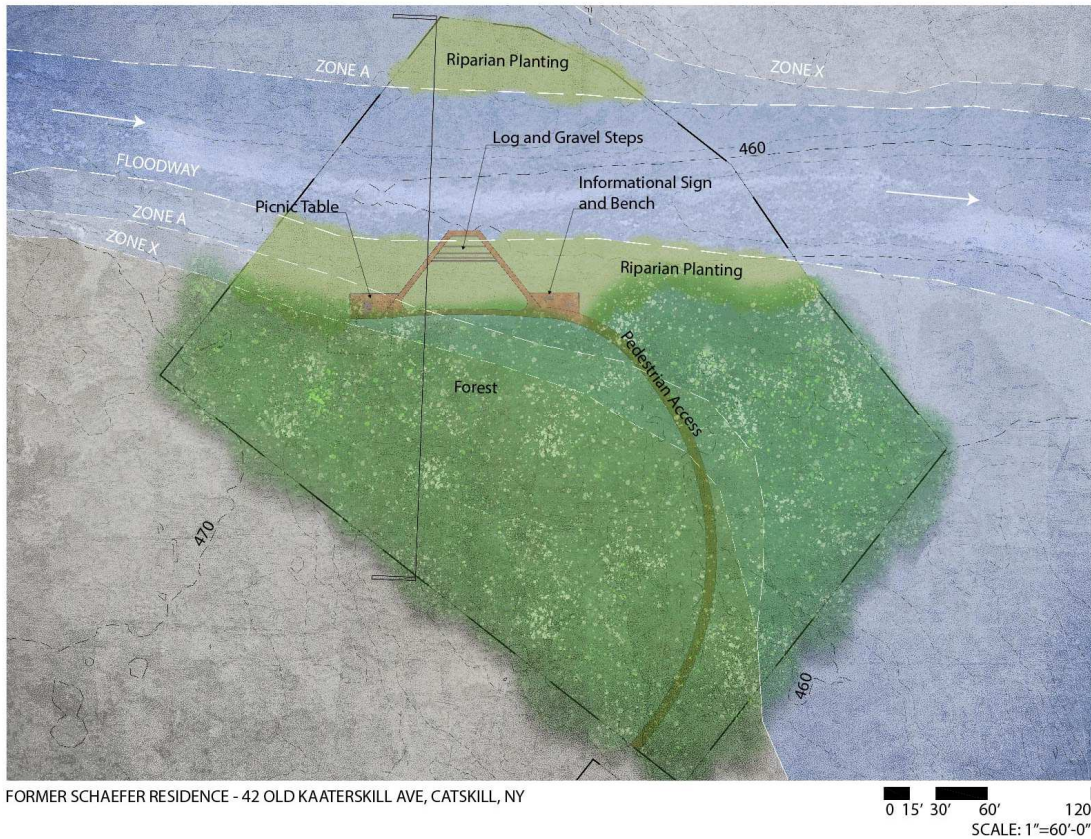 Riparian Planting
ZONE A
ZONE X
Log and Gravel Steps
460
FLOODWAY
Informational Sign
and Bench
Picnic Table
ZONE A
ZONE X
Riparian Planting
Pedestrian Access
Forest
470
460
FORMER SCHAEFER RESIDENCE - 42 OLD KAATERSKILL AVE, CATSKILL, NY
0 15' 30' 60' 120
SCALE: 1"=60'-0"